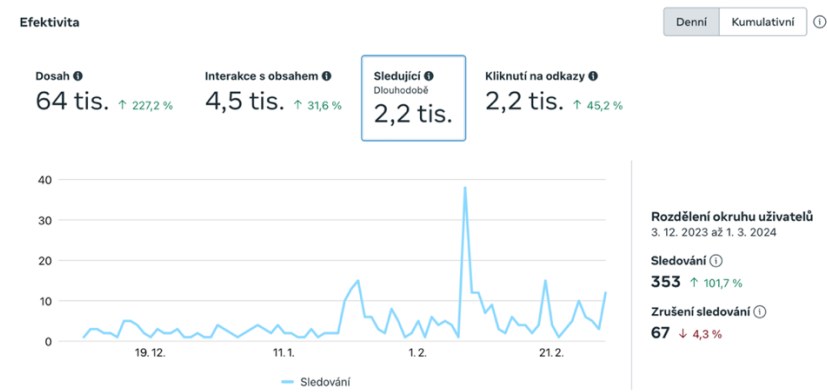 Efektivita
Denní Kumulativní
Dosah
64 tis. ↑ 227,2 %
Interakce s obsahem
4,5 tis. ↑ 31,6 %
Sledující
Dlouhodobě
2,2 tis.
Kliknutí na odkazy
2,2 tis. ↑ 45,2 %
40
30
20
10
0
19. 12. 11. 1. 1. 2. 21. 2.
Sledování
Rozdělení okruhu uživatelů
3. 12. 2023 až 1. 3. 2024
Sledování
353 ↑ 101,7 %
Zrušení sledování
67 ↓ 4,3 %